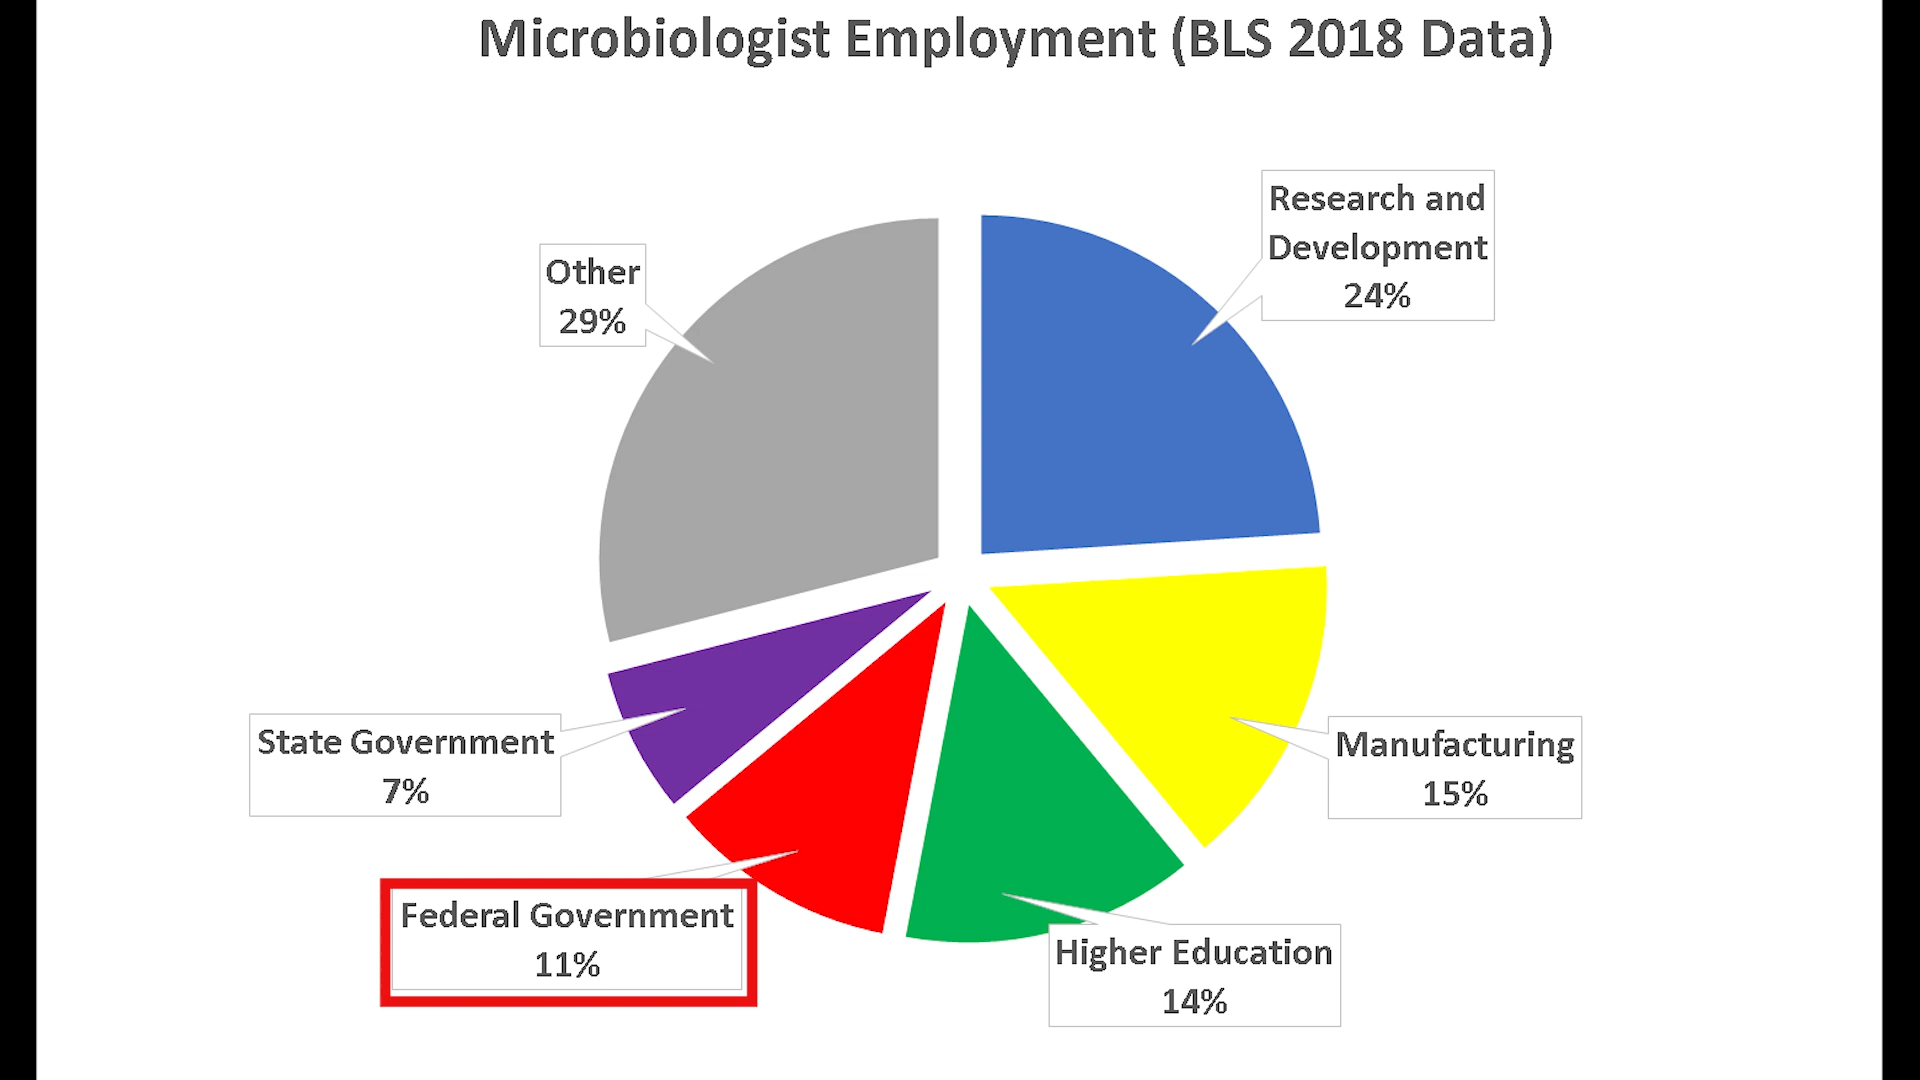 Microbiologist Employment (BLS 2018 Data)
Research and
Development
24%
Other
29%
State Government
7%
Manufacturing
15%
Federal Government
11%
Higher Education
14%